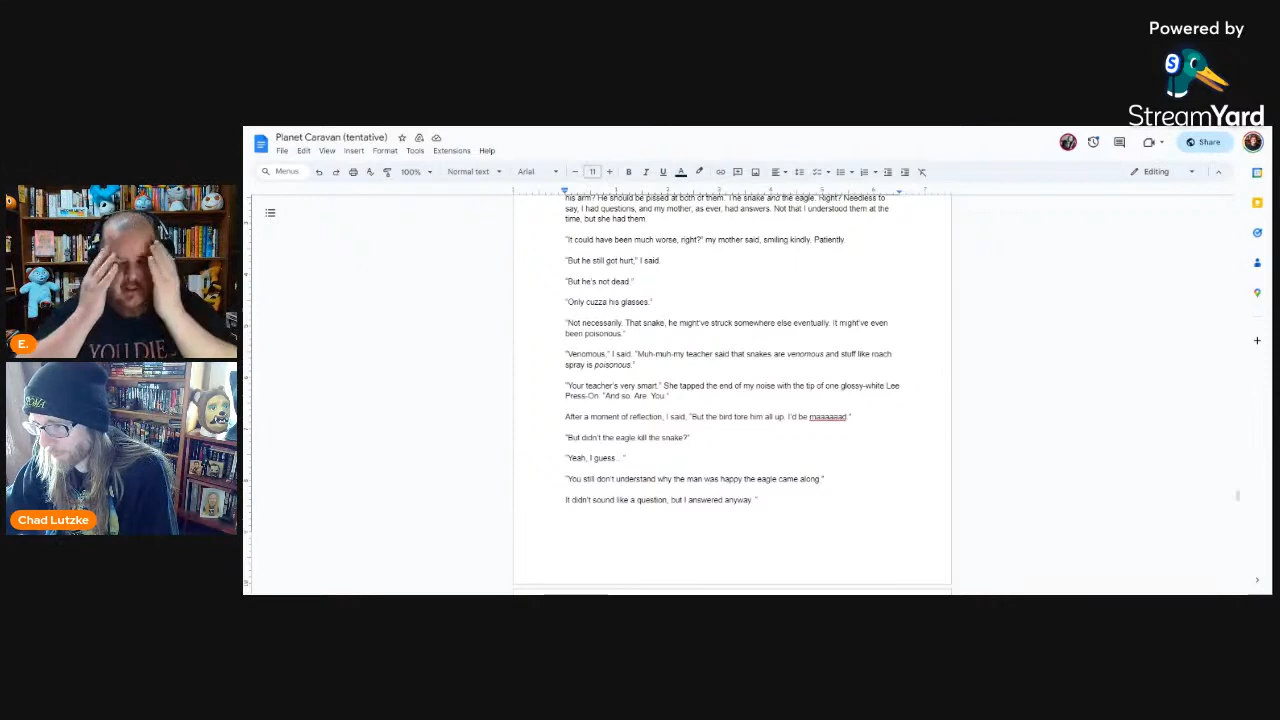 Powered by
StreamYard
Planet Caravan (tentative)
File Edit View Insert Format Tools Extensions Help
Share
Menus 100% Normal text Arial 11 Editing
his arm? He should be pissed at both of them. The snake and the eagle. Right? Needless to
say, I had questions, and my mother, as ever, had answers. Not that I understood them at the
time, but she had them.
"It could have been much worse, right?" my mother said, smiling kindly. Patiently
"But he still got hurt," I said.
"But he's not dead."
"Only cuzza his glasses."
"Not necessarily. That snake, he might've struck somewhere else eventually. It might've even
been poisonous."
"Venomous," I said. "Muh-muh-my teacher said that snakes are venomous and stuff like roach
spray is poisonous."
"Your teacher's very smart." She tapped the end of my noise with the tip of one glossy-white Lee
Press-On. "And so. Are. You."
After a moment of reflection, I said, "But the bird tore him all up. I'd be maaaaaad."
"But didn't the eagle kill the snake?"
"Yeah, I guess . . "
"You still don't understand why the man was happy the eagle came along."
It didn't sound like a question, but I answered anyway. "
E.
YOU DIE
Chad Lutzke